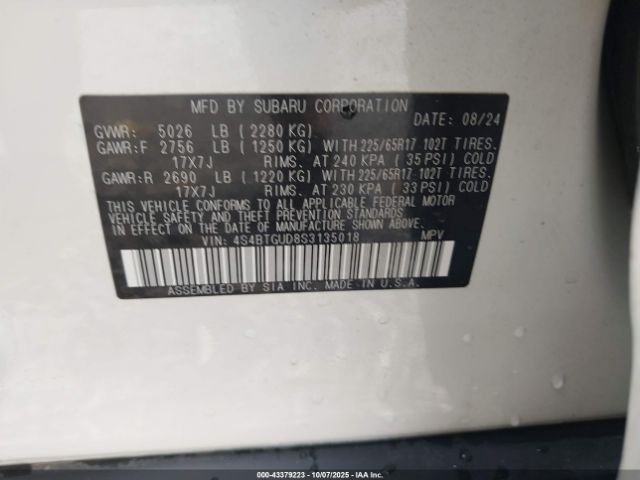 MFD BY SUBARU CORPORATION DATE: 08/24
GVWR: 5026 LB (2280 KG)
GAWR:F 2756 LB (1250 KG) WITH 225/65R17 102T TIRES.
17X7J RIMS. AT 240 KPA (35 PSI) COLD
GAWR:R 2690 LB (1220 KG) WITH 225/65R17 102T TIRES.
17X7J RIMS. AT 230 KPA (33 PSI) COLD
THIS VEHICLE CONFORMS TO ALL APPLICABLE FEDERAL MOTOR
VEHICLE SAFETY AND THEFT PREVENTION STANDARDS
IN EFFECT ON THE DATE OF MANUFACTURE SHOWN ABOVE.
VIN: 4S4BTGUD8S3135018 MPV
ASSEMBLED BY SIA INC. MADE IN U.S.A.
000-43379223 - 10/07/2025 - IAAI Inc.